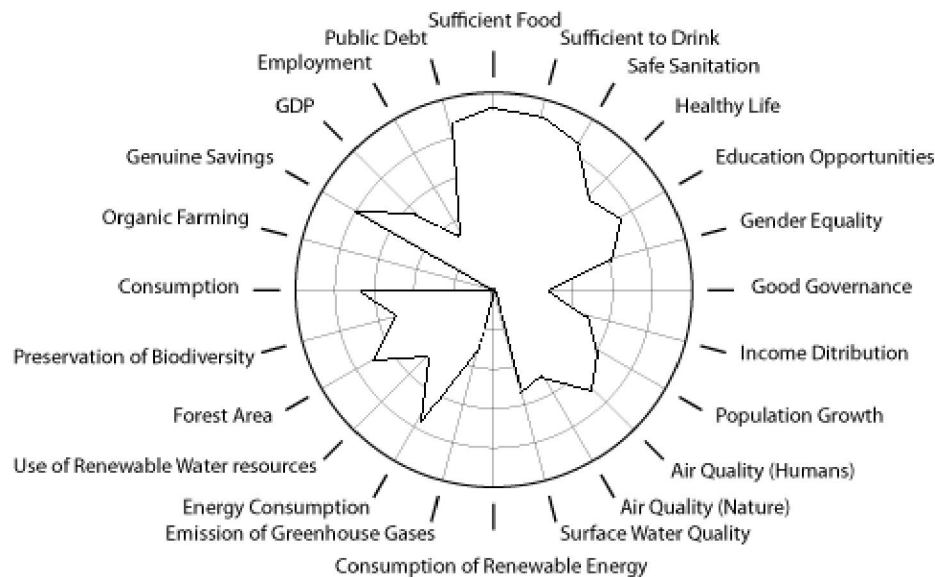 Sufficient Food
Public Debt
Sufficient to Drink
Employment
Safe Sanitation
GDP
Healthy Life
Genuine Savings
Education Opportunities
Organic Farming
Gender Equality
Consumption
Good Governance
Preservation of Biodiversity
Income Ditribution
Forest Area
Population Growth
Use of Renewable Water resources
Air Quality (Humans)
Energy Consumption
Air Quality (Nature)
Emission of Greenhouse Gases
Surface Water Quality
Consumption of Renewable Energy